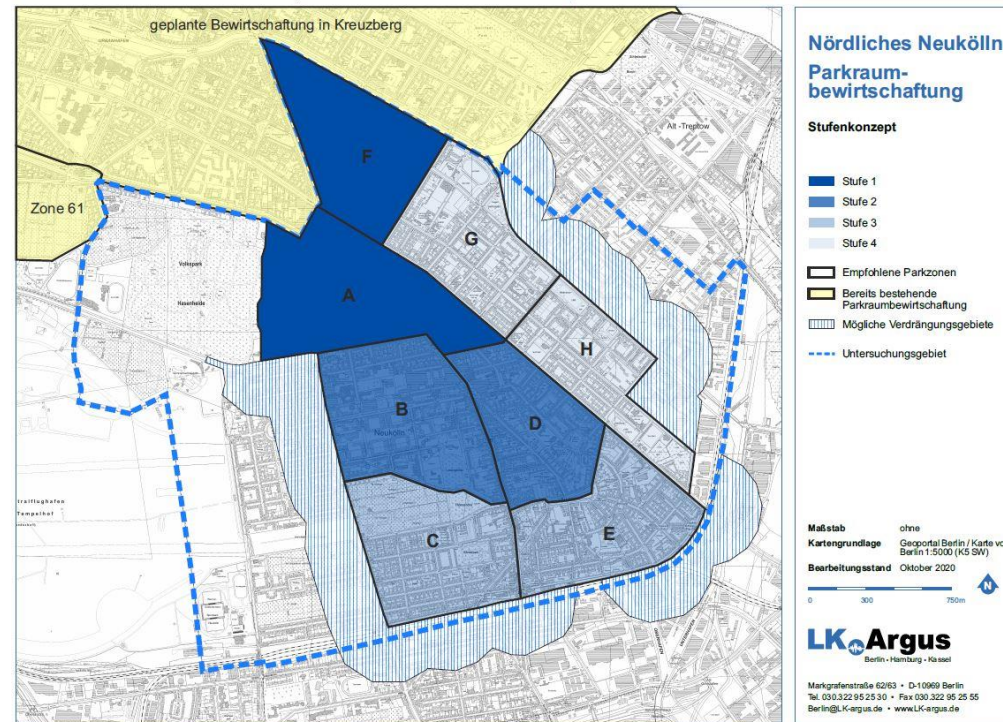 geplante Bewirtschaftung in Kreuzberg
Alt-Treptow
Zone 61
Volkspark
Hasenheide
F
G
A
H
B
Neukölln
D
C
E
Tempelhof
Nördliches Neukölln
Parkraum-
bewirtschaftung
Stufenkonzept
Stufe 1
Stufe 2
Stufe 3
Stufe 4
Empfohlene Parkzonen
Bereits bestehende
Parkraumbewirtschaftung
Mögliche Verdrängungsgebiete
Untersuchungsgebiet
Maßstab ohne
Kartengrundlage Geoportal Berlin / Karte vo
Berlin 1:5000 (K5 SW)
Bearbeitungsstand Oktober 2020
N
0 300 750m
LK Argus
Berlin • Hamburg • Kassel
Markgrafenstraße 62/63 • D-10969 Berlin
Tel. 030.322 95 25 30 • Fax 030.322 95 25 55
Berlin@LK-argus.de • www.LK-argus.de